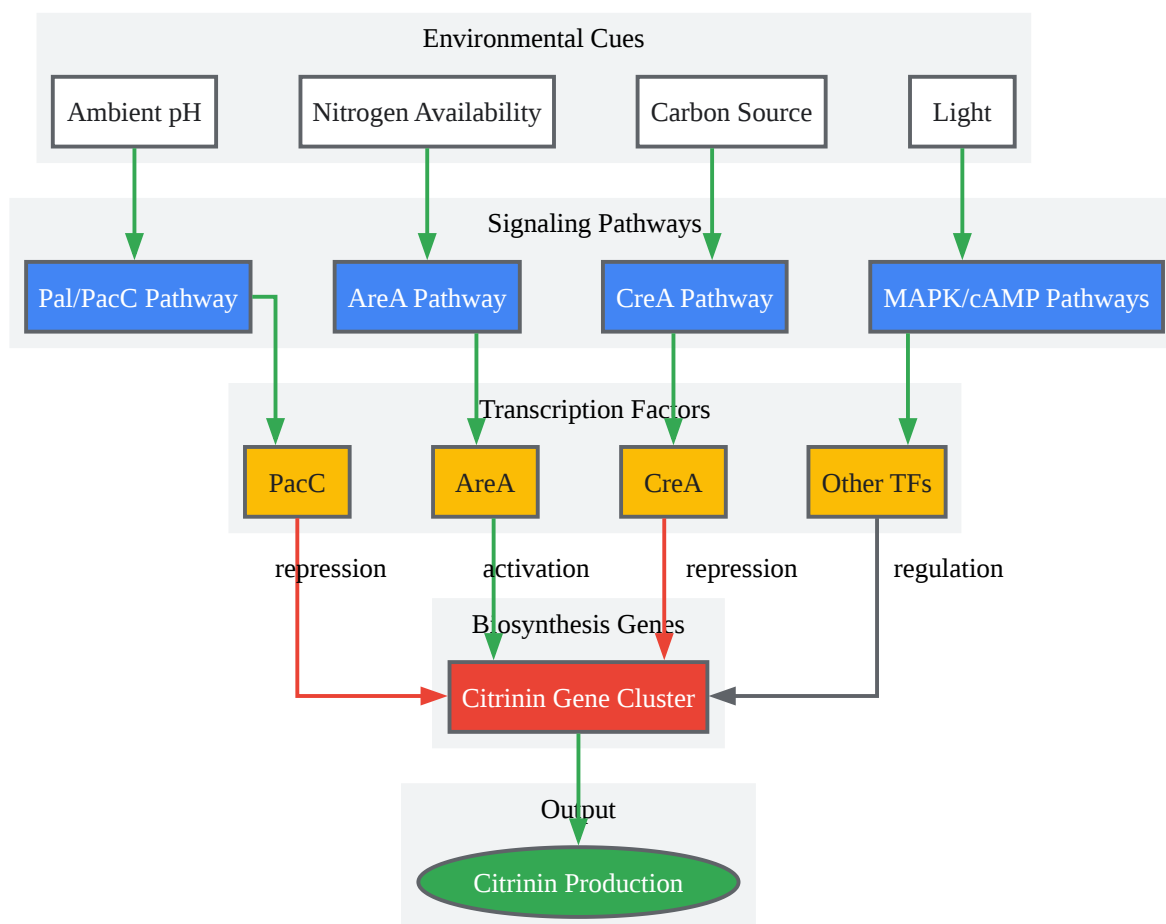 Environmental Cues
Ambient pH
Nitrogen Availability
Carbon Source
Light
Signaling Pathways
Pal/PacC Pathway
AreA Pathway
CreA Pathway
MAPK/cAMP Pathways
Transcription Factors
PacC
AreA
CreA
Other TFs
repression
activation
repression
regulation
Biosynthesis Genes
Citrinin Gene Cluster
Output
Citrinin Production